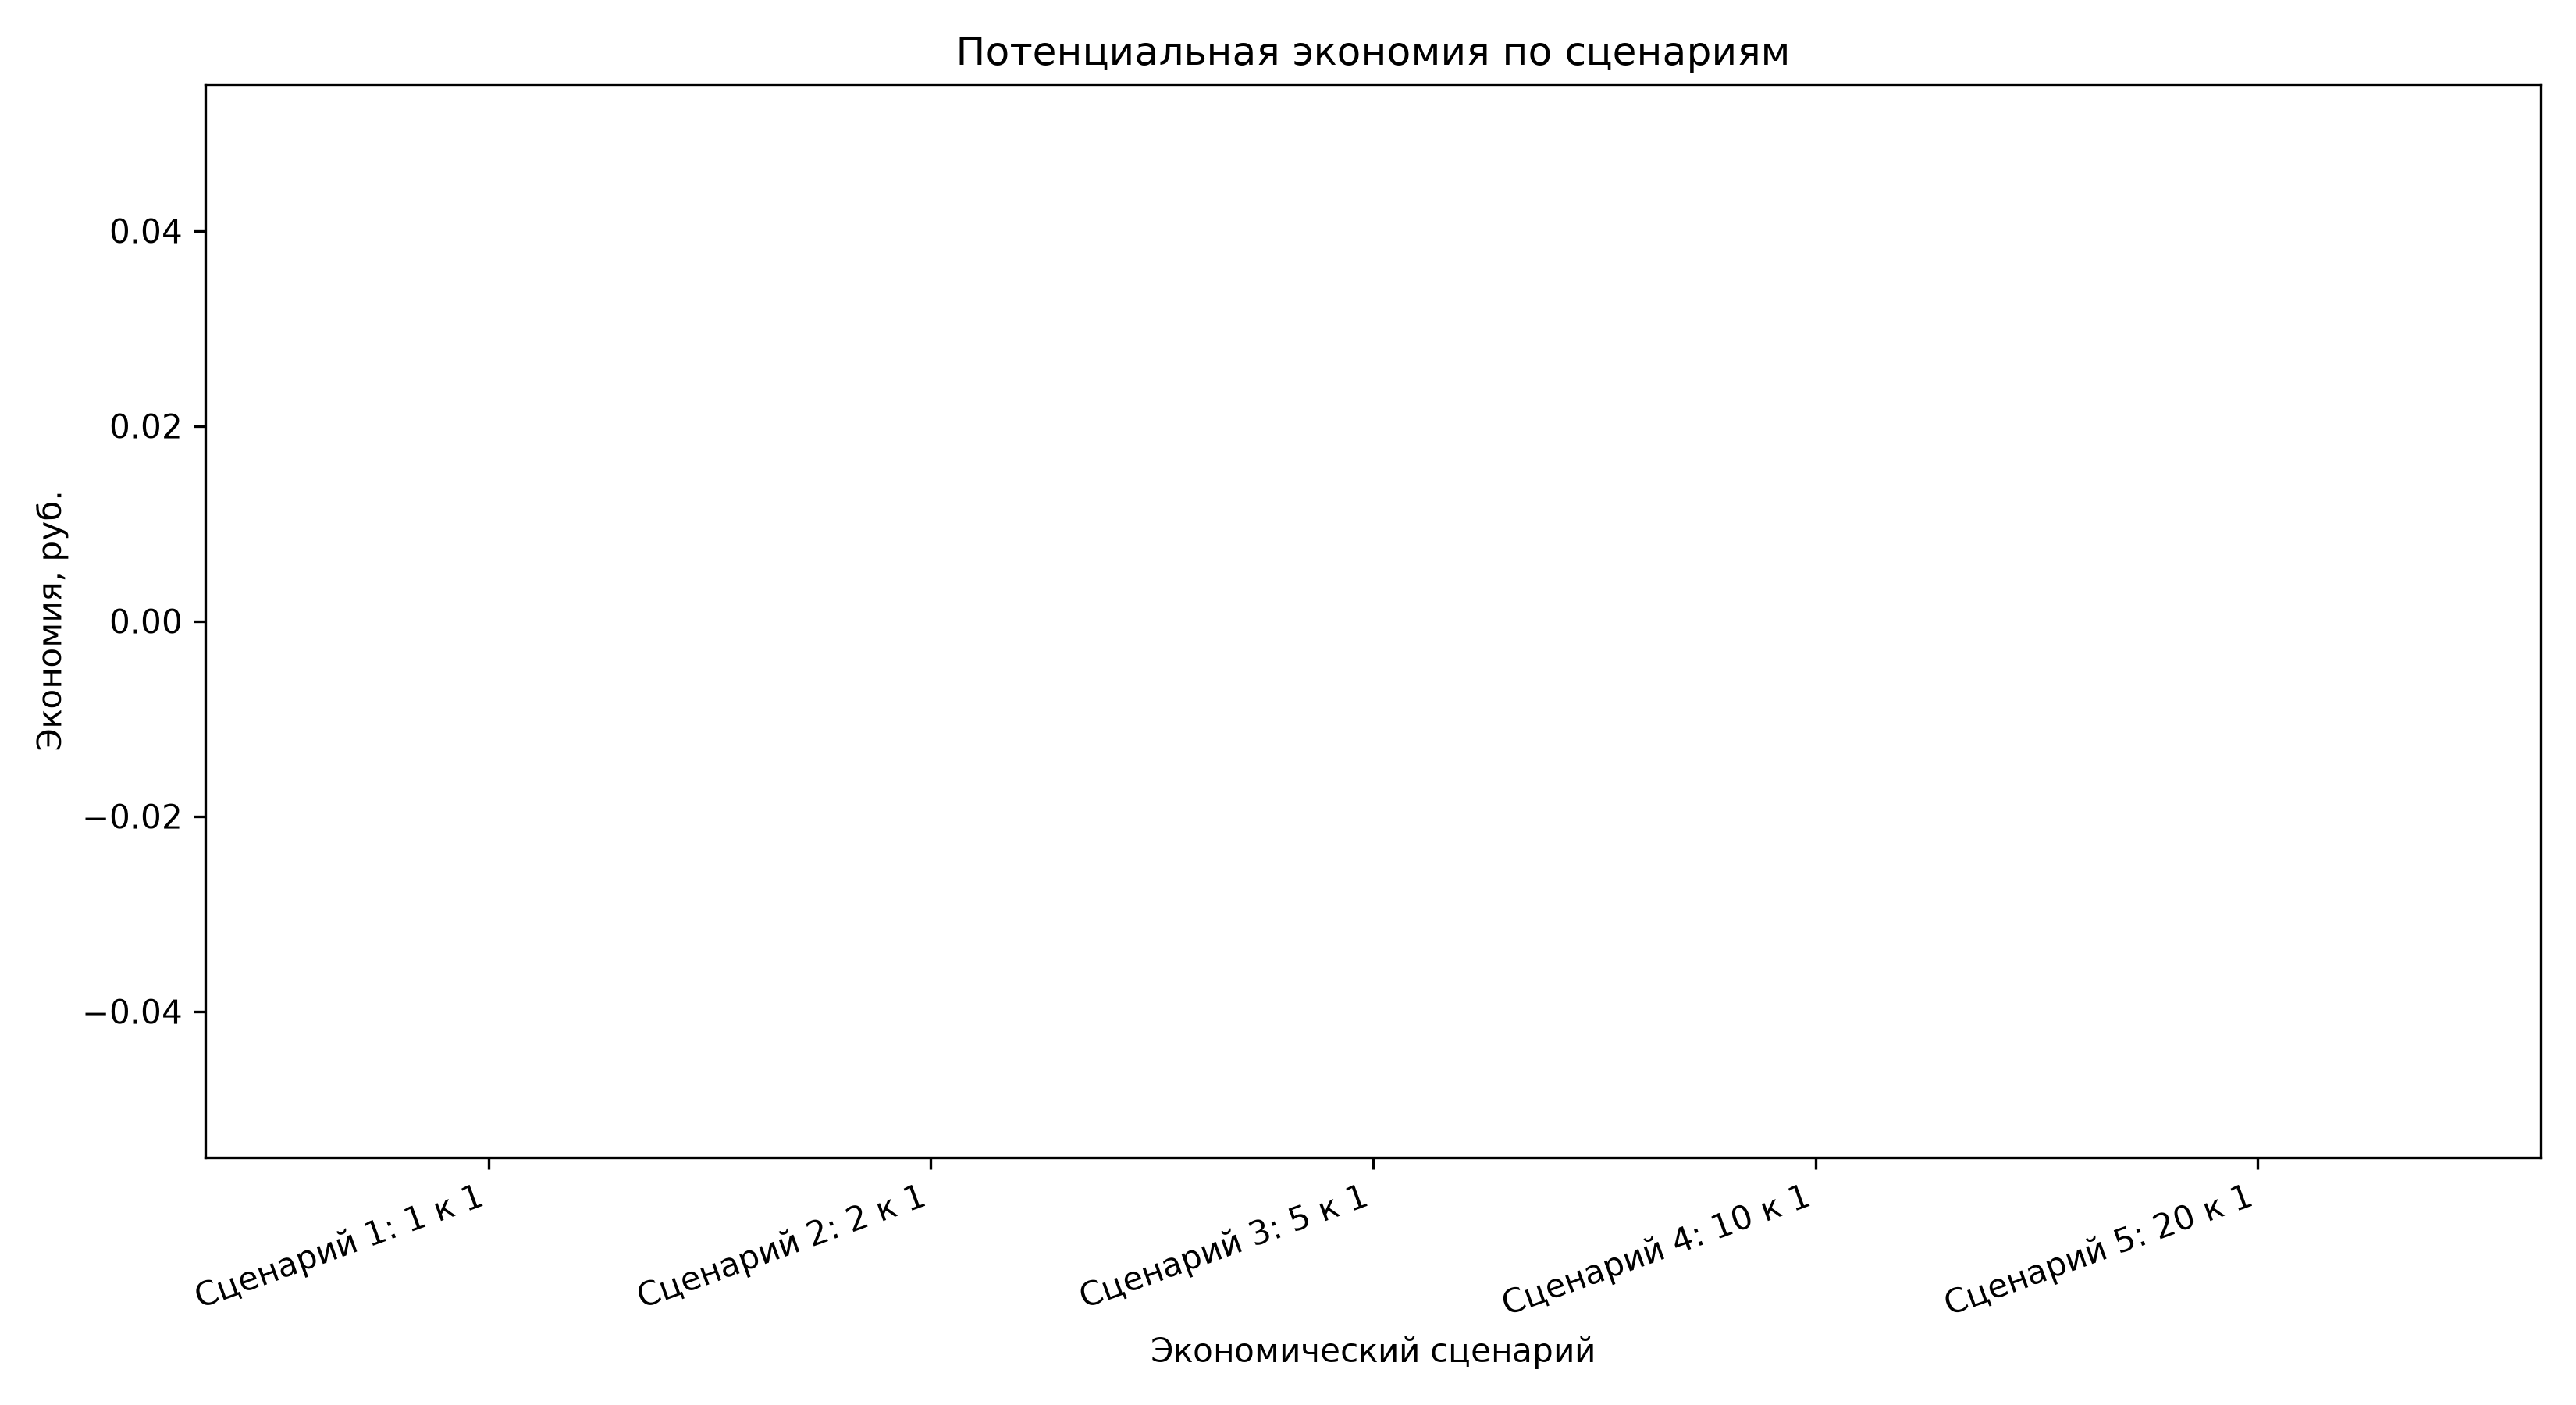 Потенциальная экономия по сценариям
Экономия, руб.
0.04
0.02
0.00
−0.02
−0.04
Сценарий 1: 1 к 1
Сценарий 2: 2 к 1
Сценарий 3: 5 к 1
Сценарий 4: 10 к 1
Сценарий 5: 20 к 1
Экономический сценарий